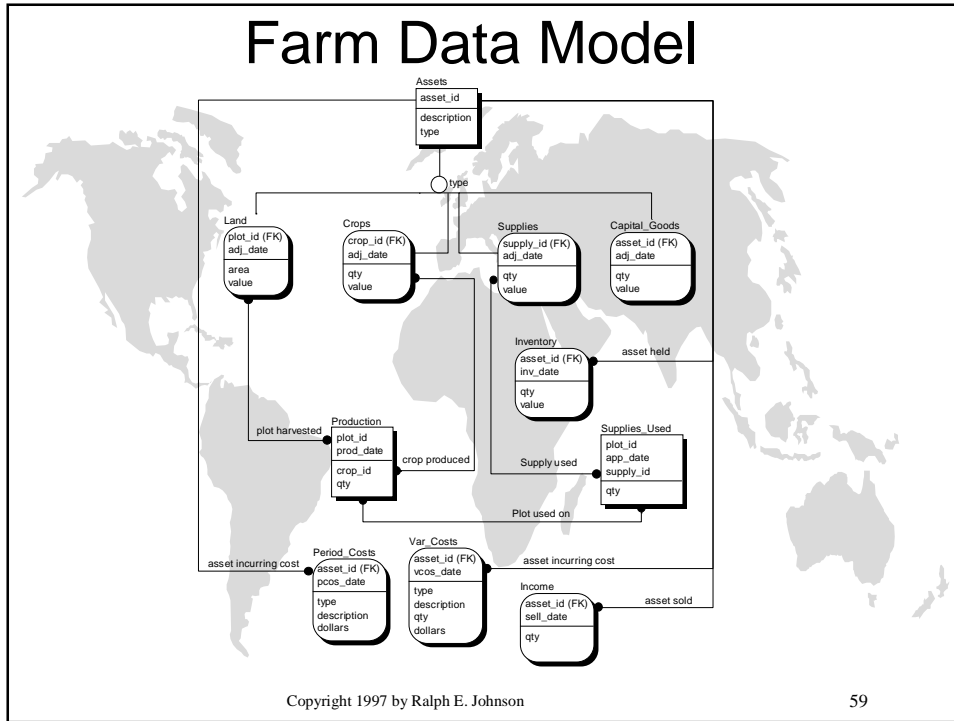 Farm Data Model
Assets
asset_id
description
type
type
Land
plot_id (FK)
adj_date
area
value
Crops
crop_id (FK)
adj_date
qty
value
Supplies
supply_id (FK)
adj_date
qty
value
Capital_Goods
asset_id (FK)
adj_date
qty
value
Inventory
asset_id (FK)
inv_date
qty
value
asset held
plot harvested
Production
plot_id
prod_date
crop_id
qty
crop produced
Supply used
Supplies_Used
plot_id
app_date
supply_id
qty
Plot used on
asset incurring cost
Period_Costs
asset_id (FK)
pcos_date
type
description
dollars
Var_Costs
asset_id (FK)
vcos_date
type
description
qty
dollars
asset incurring cost
Income
asset_id (FK)
sell_date
qty
asset sold
Copyright 1997 by Ralph E. Johnson
59